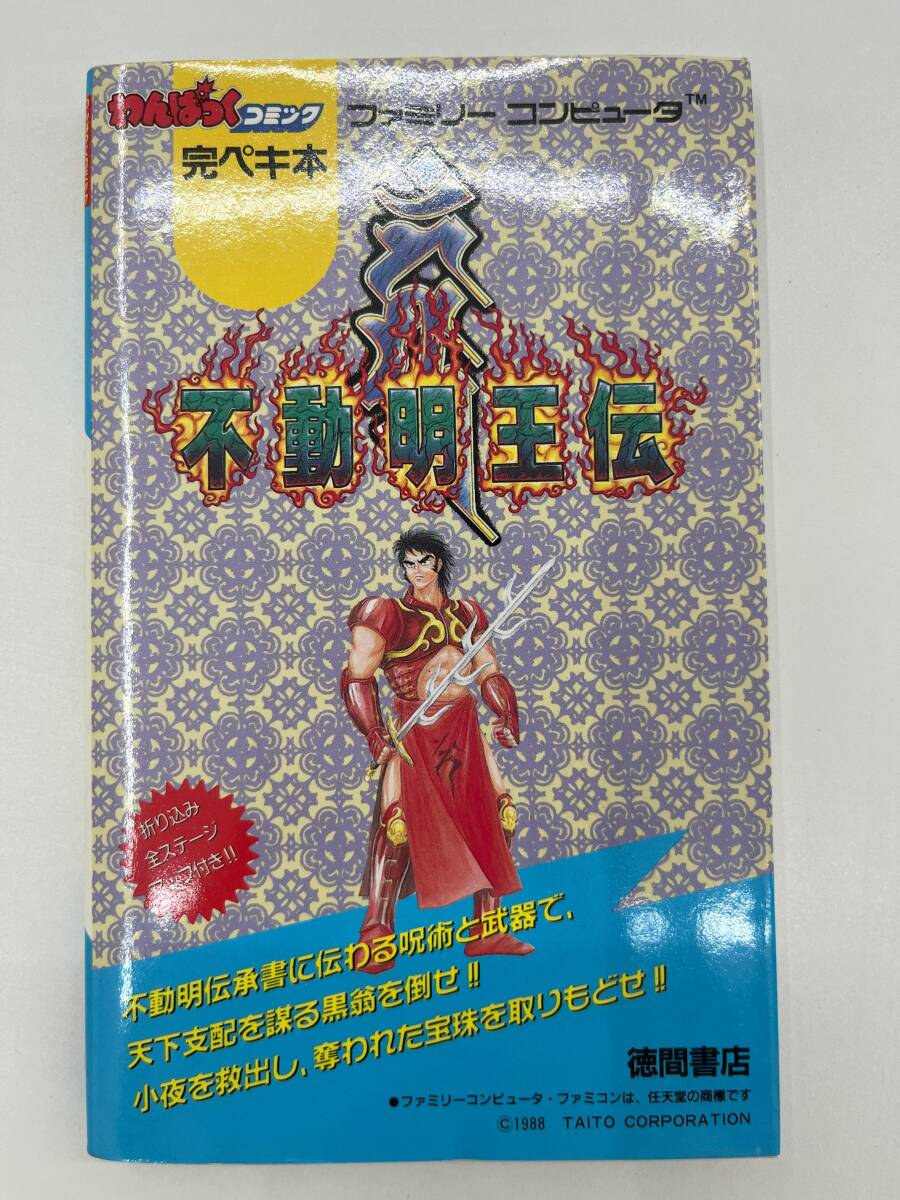 わんぱっくコミック
ファミリー コンピュータ™
完ペキ本
不動明王伝
折り込み
全ステージ
マップ付き!!
不動明伝承書に伝わる呪術と武器で、
天下支配を謀る黒翁を倒せ!!
小夜を救出し、奪われた宝珠を取りもどせ!!
徳間書店
●ファミリーコンピュータ・ファミコンは、任天堂の商標です
©1988 TAITO CORPORATION